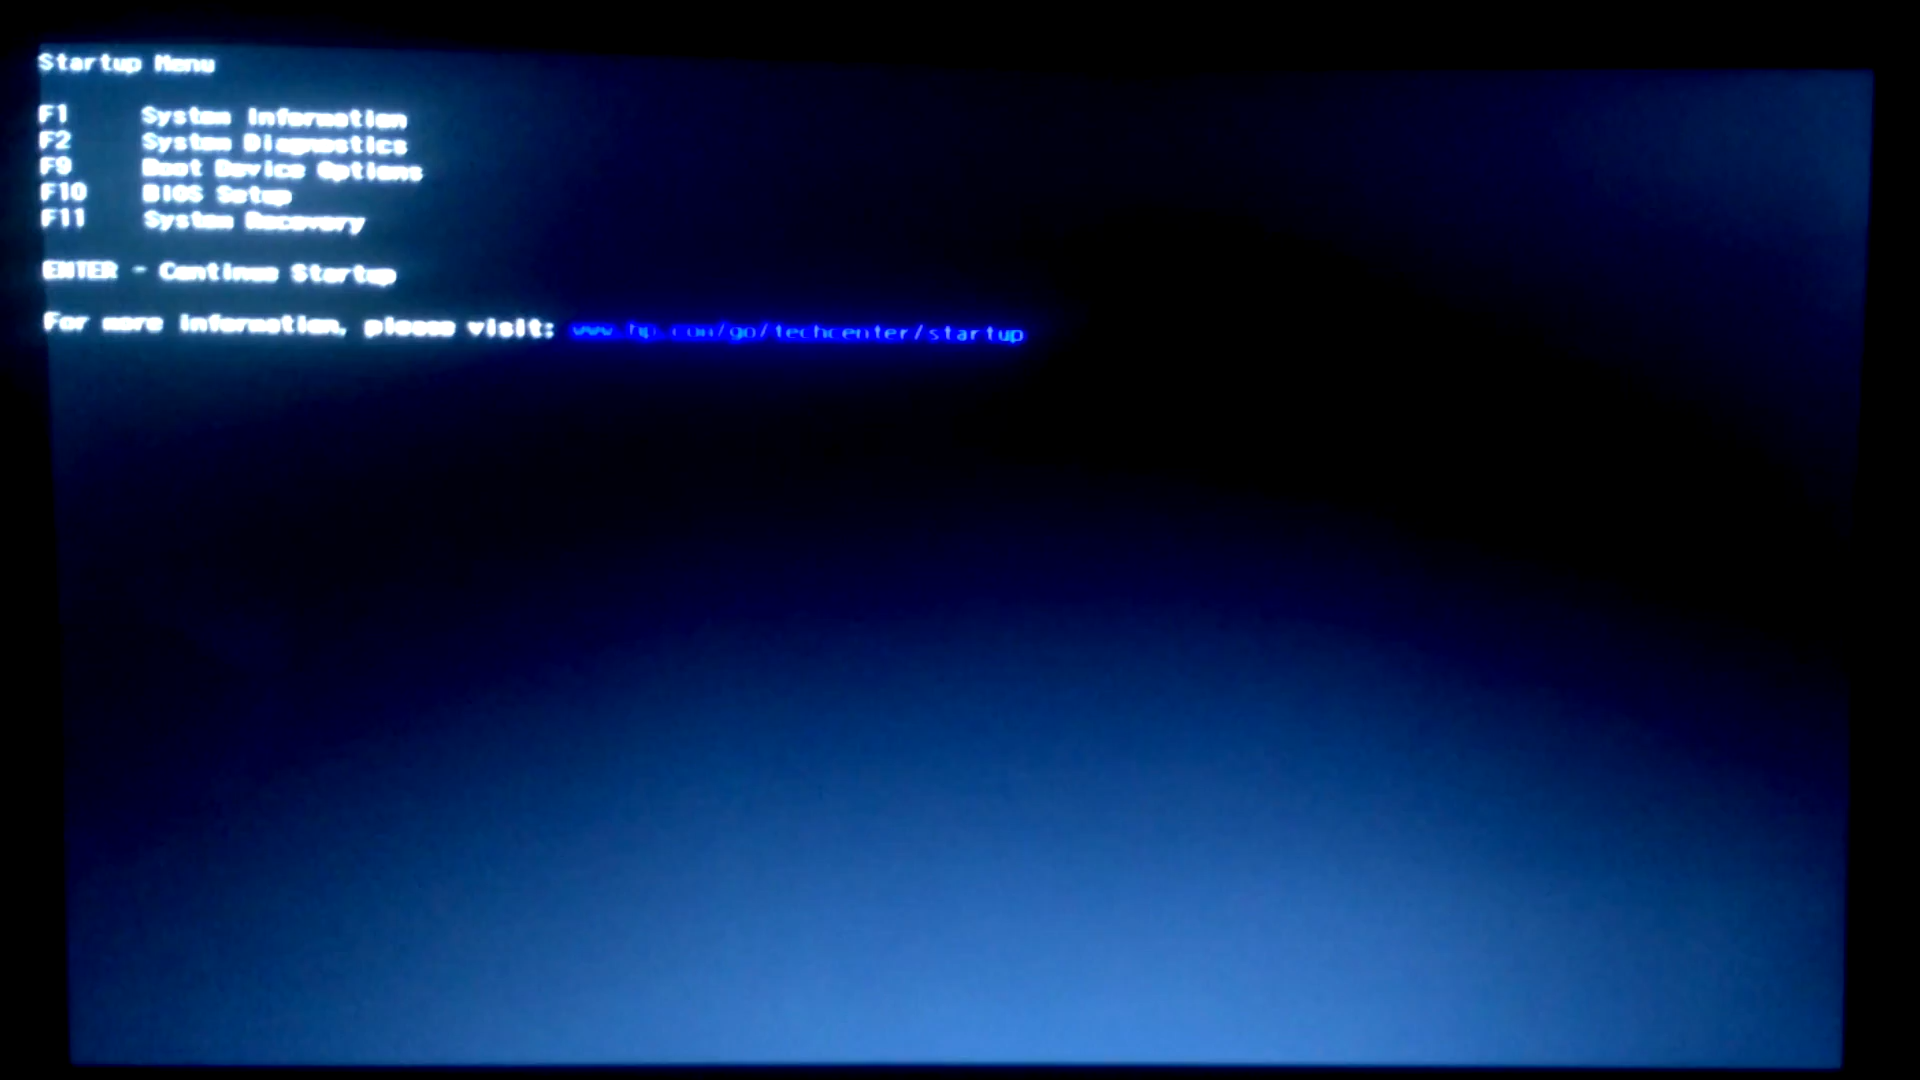 Startup Menu
F1 System Information
F2 System Diagnostics
F9 Boot Device Options
F10 BIOS Setup
F11 System Recovery
ENTER - Continue Startup
For more information, please visit: www.hp.com/go/techcenter/startup